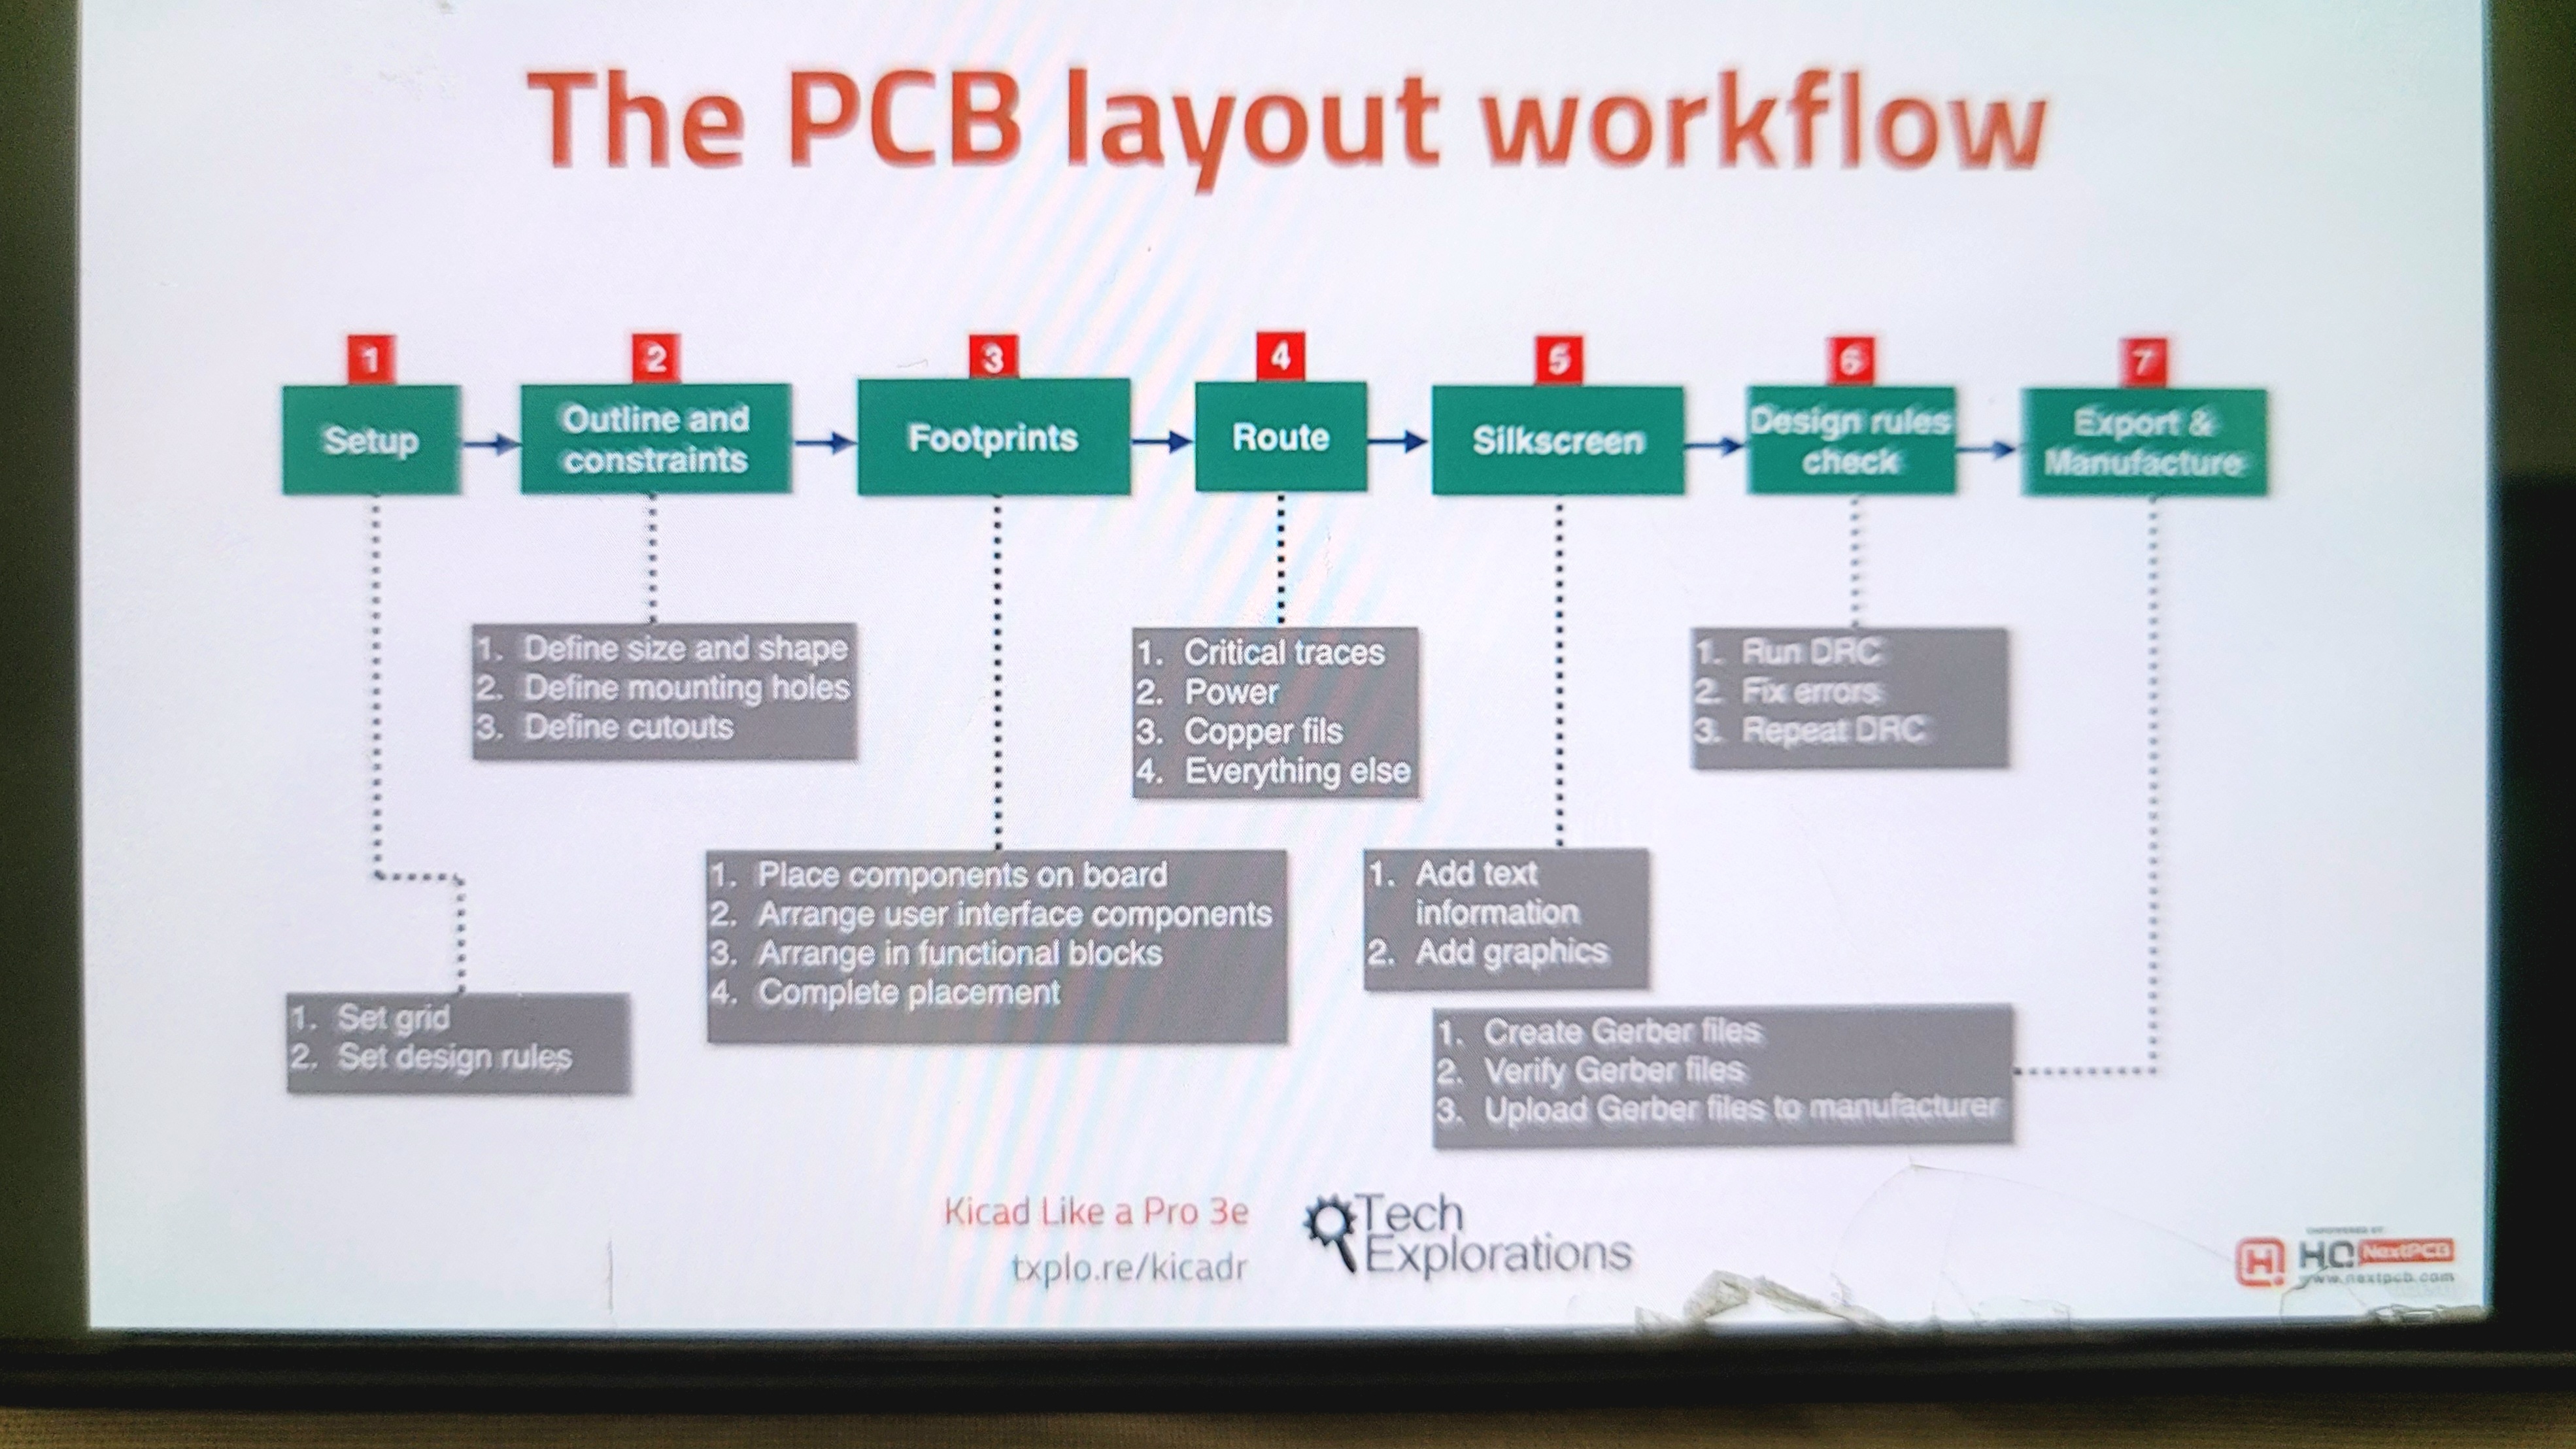 The PCB layout workflow
1
2
3
4
5
6
7
Setup
Outline and
constraints
Footprints
Route
Silkscreen
Design rules
check
Export &
Manufacture
1. Define size and shape
2. Define mounting holes
3. Define cutouts
1. Critical traces
2. Power
3. Copper fils
4. Everything else
1. Run DRC
2. Fix errors
3. Repeat DRC
1. Place components on board
2. Arrange user interface components
3. Arrange in functional blocks
4. Complete placement
1. Add text
information
2. Add graphics
1. Set grid
2. Set design rules
1. Create Gerber files
2. Verify Gerber files
3. Upload Gerber files to manufacturer
Kicad Like a Pro 3e
txplo.re/kicadr
Tech
Explorations
H
HQ NextPCB
www.nextpcb.com